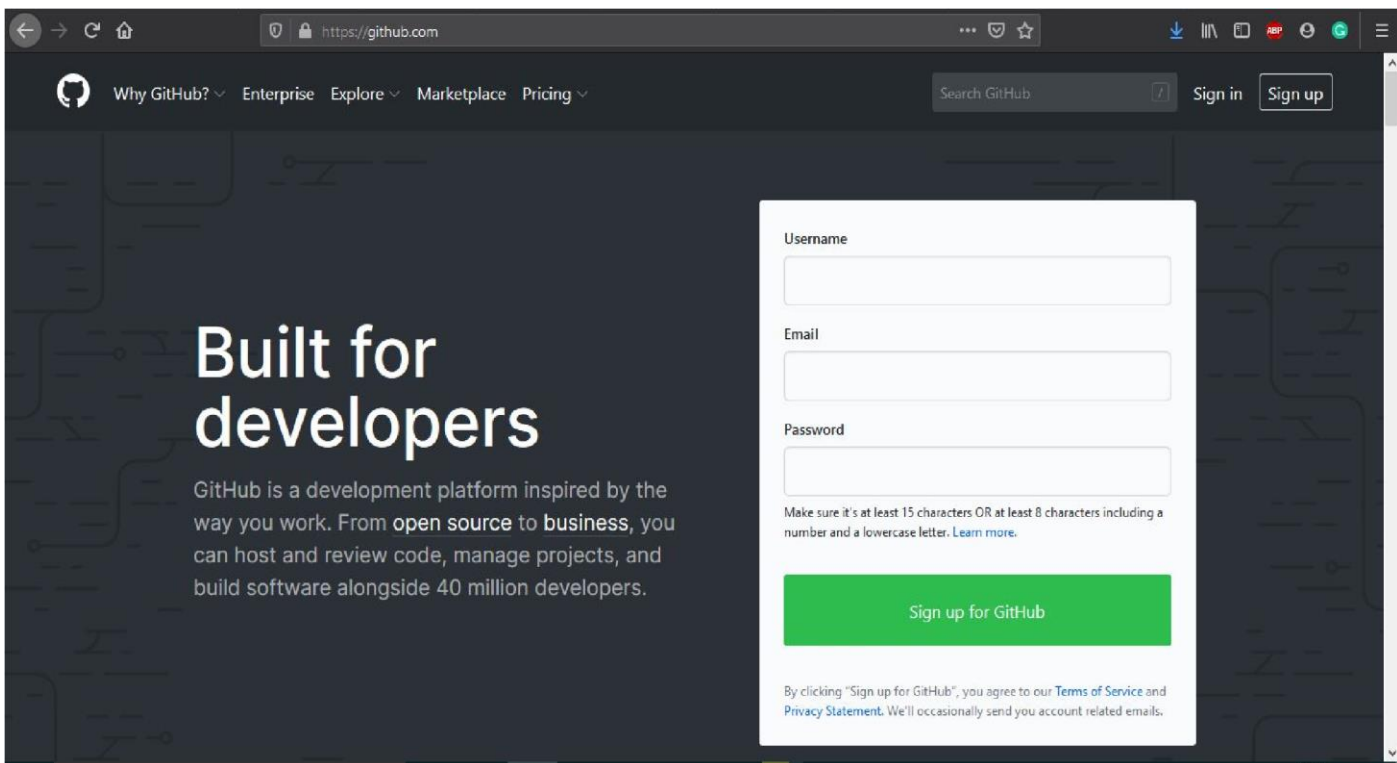 https://github.com
ABP
Why GitHub? Enterprise Explore Marketplace Pricing
Search GitHub /
Sign in Sign up
Built for
developers
GitHub is a development platform inspired by the
way you work. From open source to business, you
can host and review code, manage projects, and
build software alongside 40 million developers.
Username
Email
Password
Make sure it's at least 15 characters OR at least 8 characters including a
number and a lowercase letter. Learn more.
Sign up for GitHub
By clicking "Sign up for GitHub", you agree to our Terms of Service and
Privacy Statement. We'll occasionally send you account related emails.